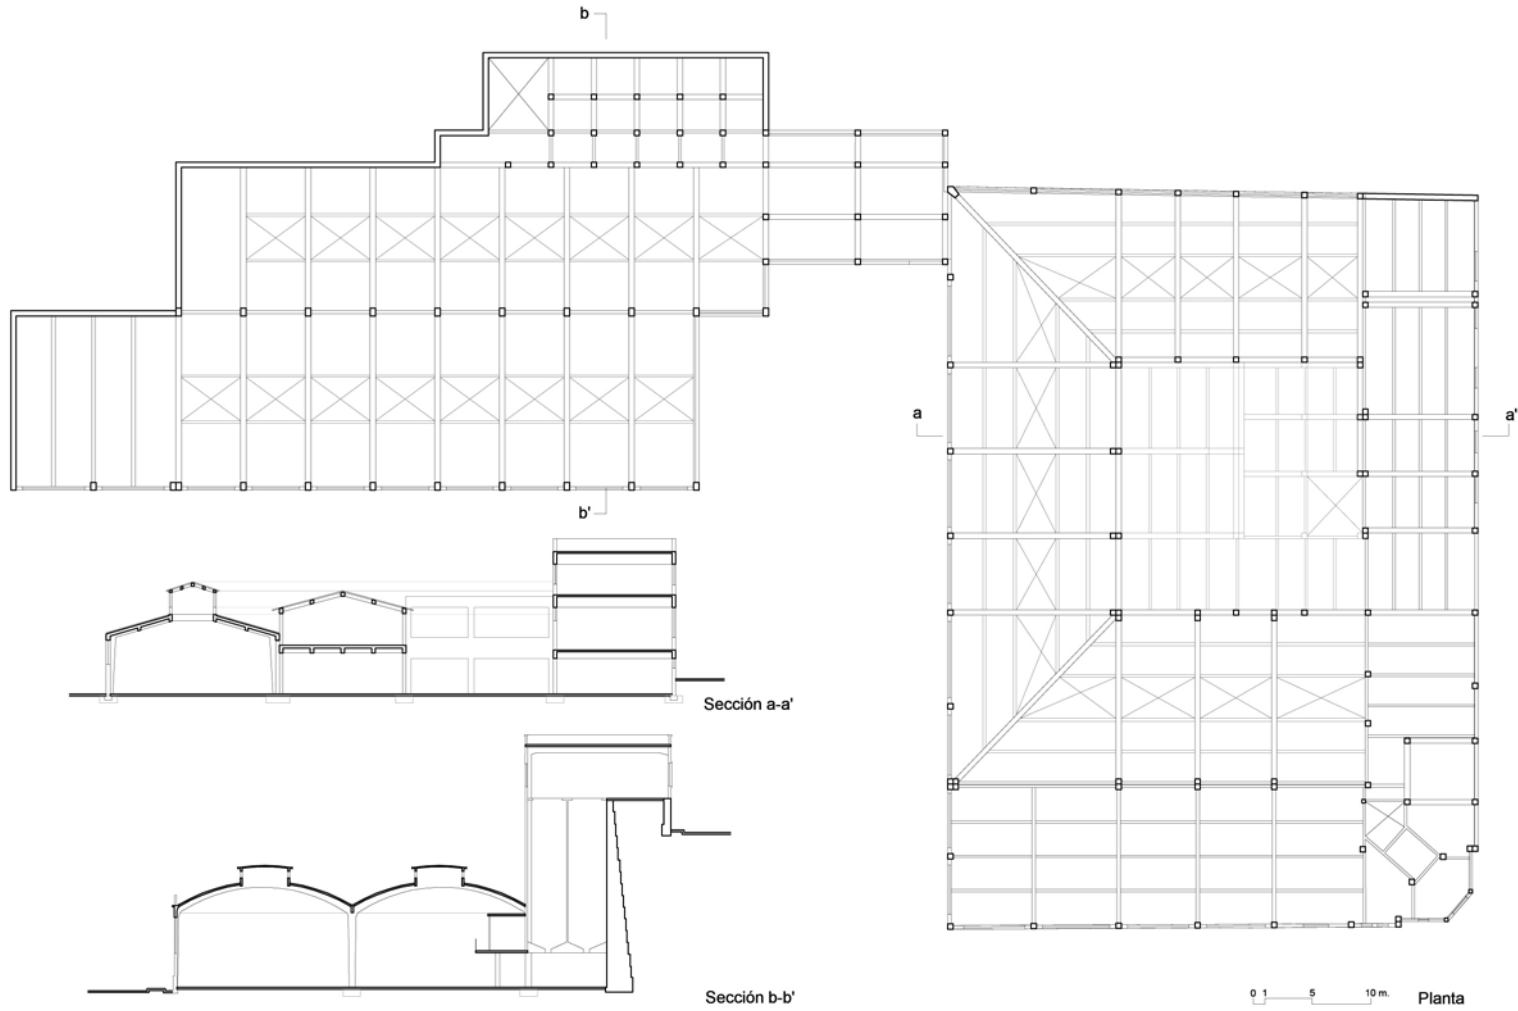 b
a
a'
b'
Sección a-a'
Sección b-b'
0 1 5 10 m.
Planta